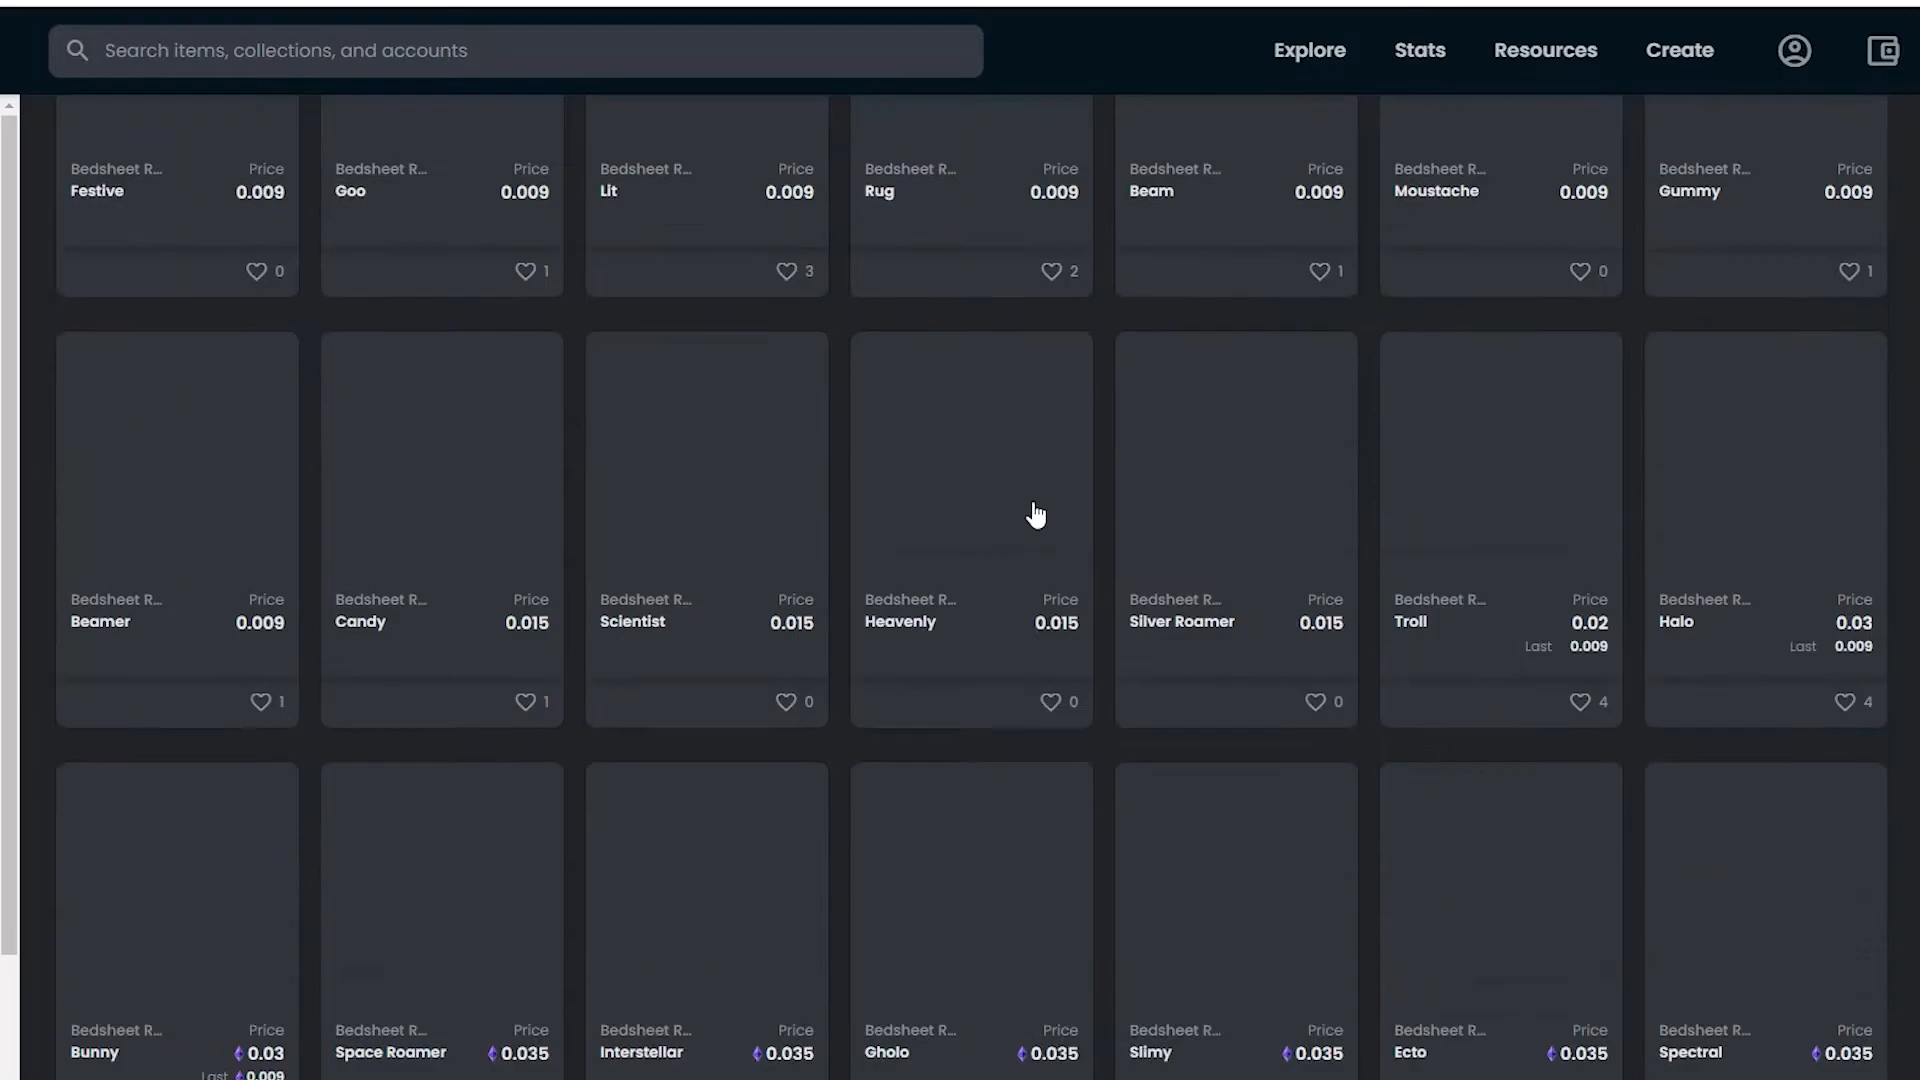 Search items, collections, and accounts
Explore
Stats
Resources
Create
Bedsheet R... Price
Festive 0.009
0
Bedsheet R... Price
Goo 0.009
1
Bedsheet R... Price
Lit 0.009
3
Bedsheet R... Price
Rug 0.009
2
Bedsheet R... Price
Beam 0.009
1
Bedsheet R... Price
Moustache 0.009
0
Bedsheet R... Price
Gummy 0.009
1
Bedsheet R... Price
Beamer 0.009
1
Bedsheet R... Price
Candy 0.015
1
Bedsheet R... Price
Scientist 0.015
0
Bedsheet R... Price
Heavenly 0.015
0
Bedsheet R... Price
Silver Roamer 0.015
0
Bedsheet R... Price
Troll 0.02
Last 0.009
4
Bedsheet R... Price
Halo 0.03
Last 0.009
4
Bedsheet R... Price
Bunny 0.03
Last 0.009
Bedsheet R... Price
Space Roamer 0.035
Bedsheet R... Price
Interstellar 0.035
Bedsheet R... Price
Gholo 0.035
Bedsheet R... Price
Slimy 0.035
Bedsheet R... Price
Ecto 0.035
Bedsheet R... Price
Spectral 0.035